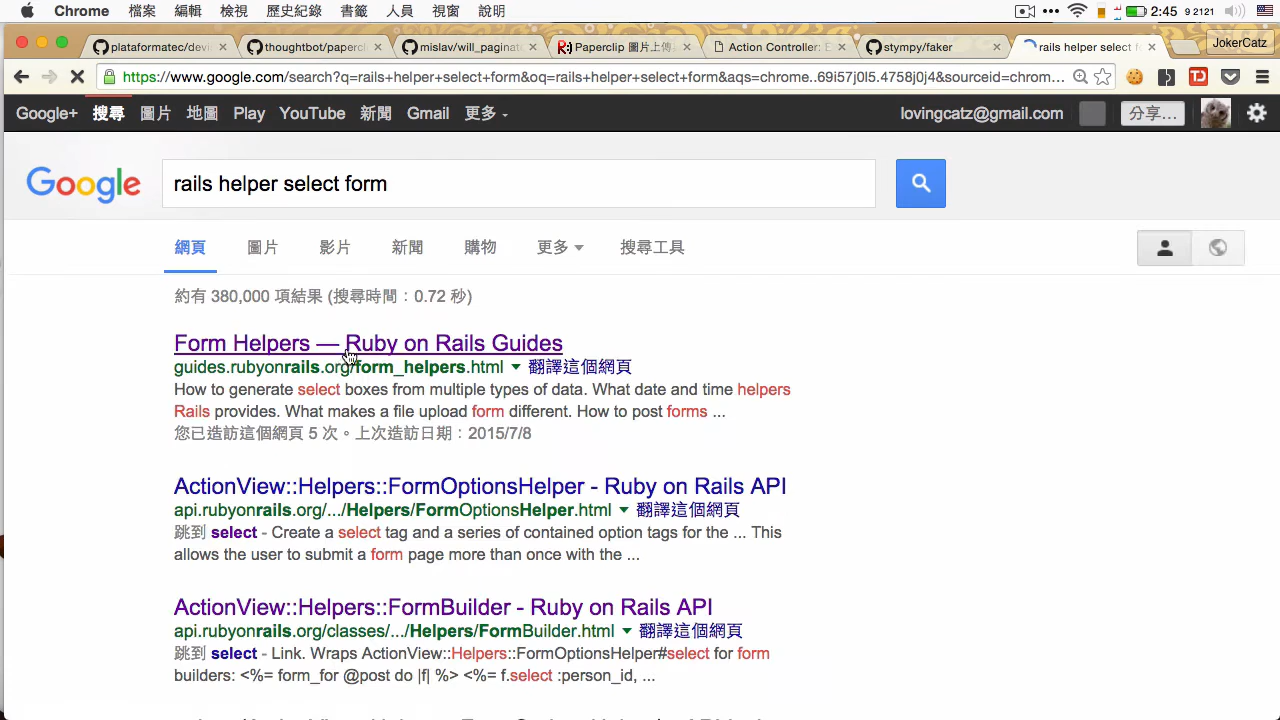 Chrome 檔案 編輯 檢視 歷史紀錄 書籤 人員 視窗 說明 2:45 9 2121
plataformatec/devi thoughtbot/paperc mislav/will_paginat Paperclip 圖片上傳 Action Controller: E stympy/faker rails helper select f JokerCatz
https://www.google.com/search?q=rails+helper+select+form&oq=rails+helper+select+form&aqs=chrome..69i57j0l5.4758j0j4&sourceid=chrom...
Google+ 搜尋 圖片 地圖 Play YouTube 新聞 Gmail 更多 lovingcatz@gmail.com 分享...
Google rails helper select form
網頁 圖片 影片 新聞 購物 更多 搜尋工具
約有 380,000 項結果 (搜尋時間：0.72 秒)
Form Helpers — Ruby on Rails Guides
guides.rubyonrails.org/form_helpers.html 翻譯這個網頁
How to generate select boxes from multiple types of data. What date and time helpers
Rails provides. What makes a file upload form different. How to post forms ...
您已造訪這個網頁 5 次。上次造訪日期：2015/7/8
ActionView::Helpers::FormOptionsHelper - Ruby on Rails API
api.rubyonrails.org/.../Helpers/FormOptionsHelper.html 翻譯這個網頁
跳到 select - Create a select tag and a series of contained option tags for the ... This
allows the user to submit a form page more than once with the ...
ActionView::Helpers::FormBuilder - Ruby on Rails API
api.rubyonrails.org/classes/.../Helpers/FormBuilder.html 翻譯這個網頁
跳到 select - Link. Wraps ActionView::Helpers::FormOptionsHelper#select for form
builders: <%= form_for @post do |f| %> <%= f.select :person_id, ...